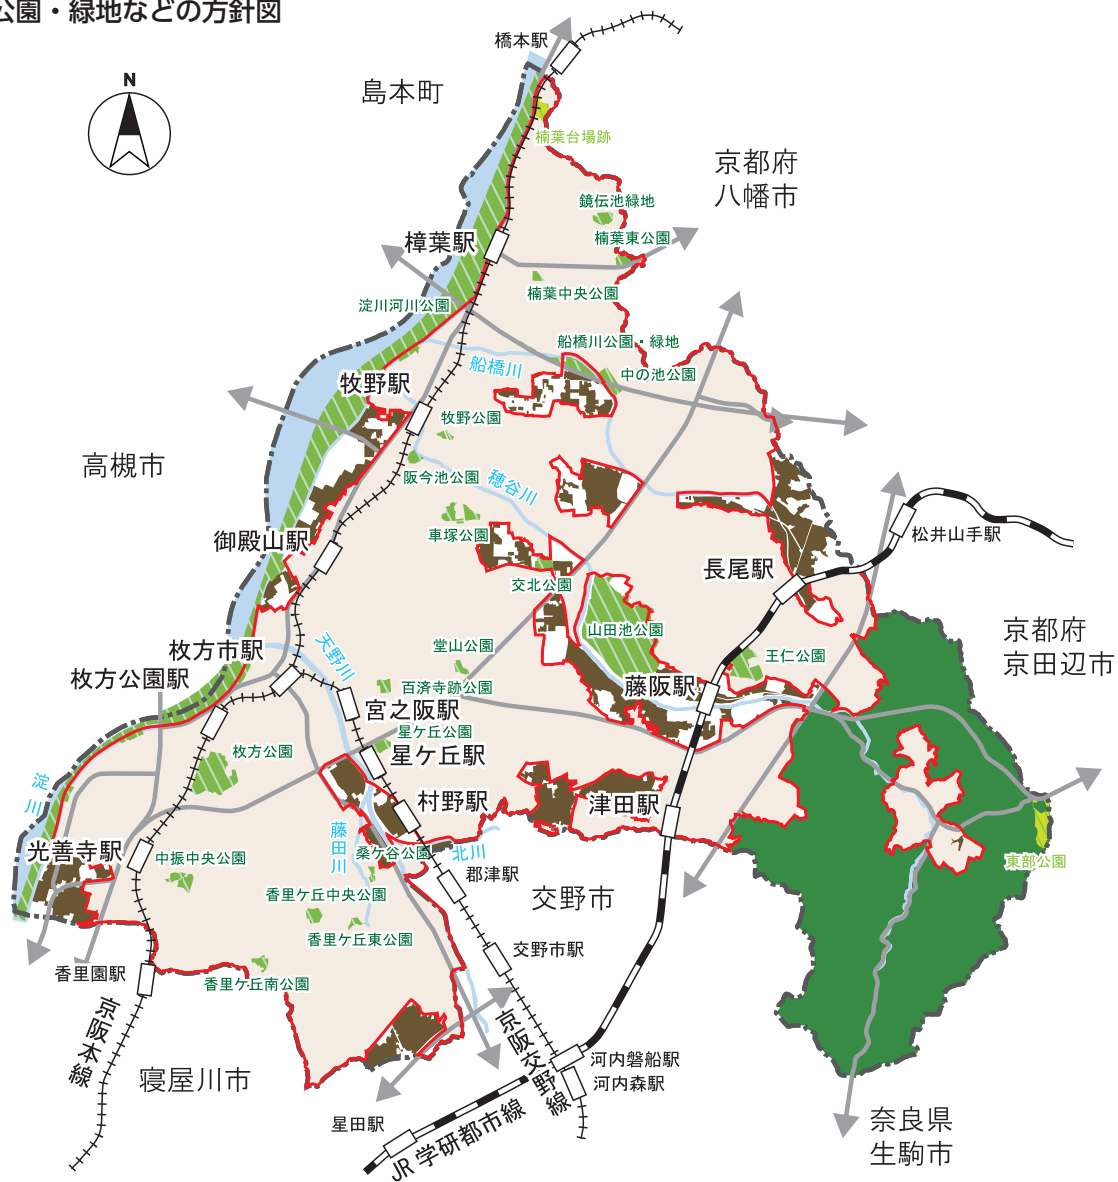 公園・緑地などの方針図
N
橋本駅
島本町
楠葉台場跡
京都府
八幡市
鏡伝池緑地
樟葉駅
楠葉東公園
楠葉中央公園
淀川河川公園
船橋川公園・緑地
船橋川
中の池公園
牧野駅
牧野公園
高槻市
阪今池公園
穂谷川
車塚公園
御殿山駅
松井山手駅
長尾駅
交北公園
山田池公園
京都府
京田辺市
天野川
枚方市駅
堂山公園
王仁公園
枚方公園駅
百済寺跡公園
藤阪駅
宮之阪駅
星ケ丘公園
枚方公園
星ケ丘駅
淀川
村野駅
津田駅
藤田川
光善寺駅
中振中央公園
桑ケ谷公園
北川
東部公園
郡津駅
香里ケ丘中央公園
交野市
香里ケ丘東公園
交野市駅
香里園駅
香里ケ丘南公園
京阪本線
京阪交野線
寝屋川市
河内磐船駅
河内森駅
星田駅
JR学研都市線
奈良県
生駒市